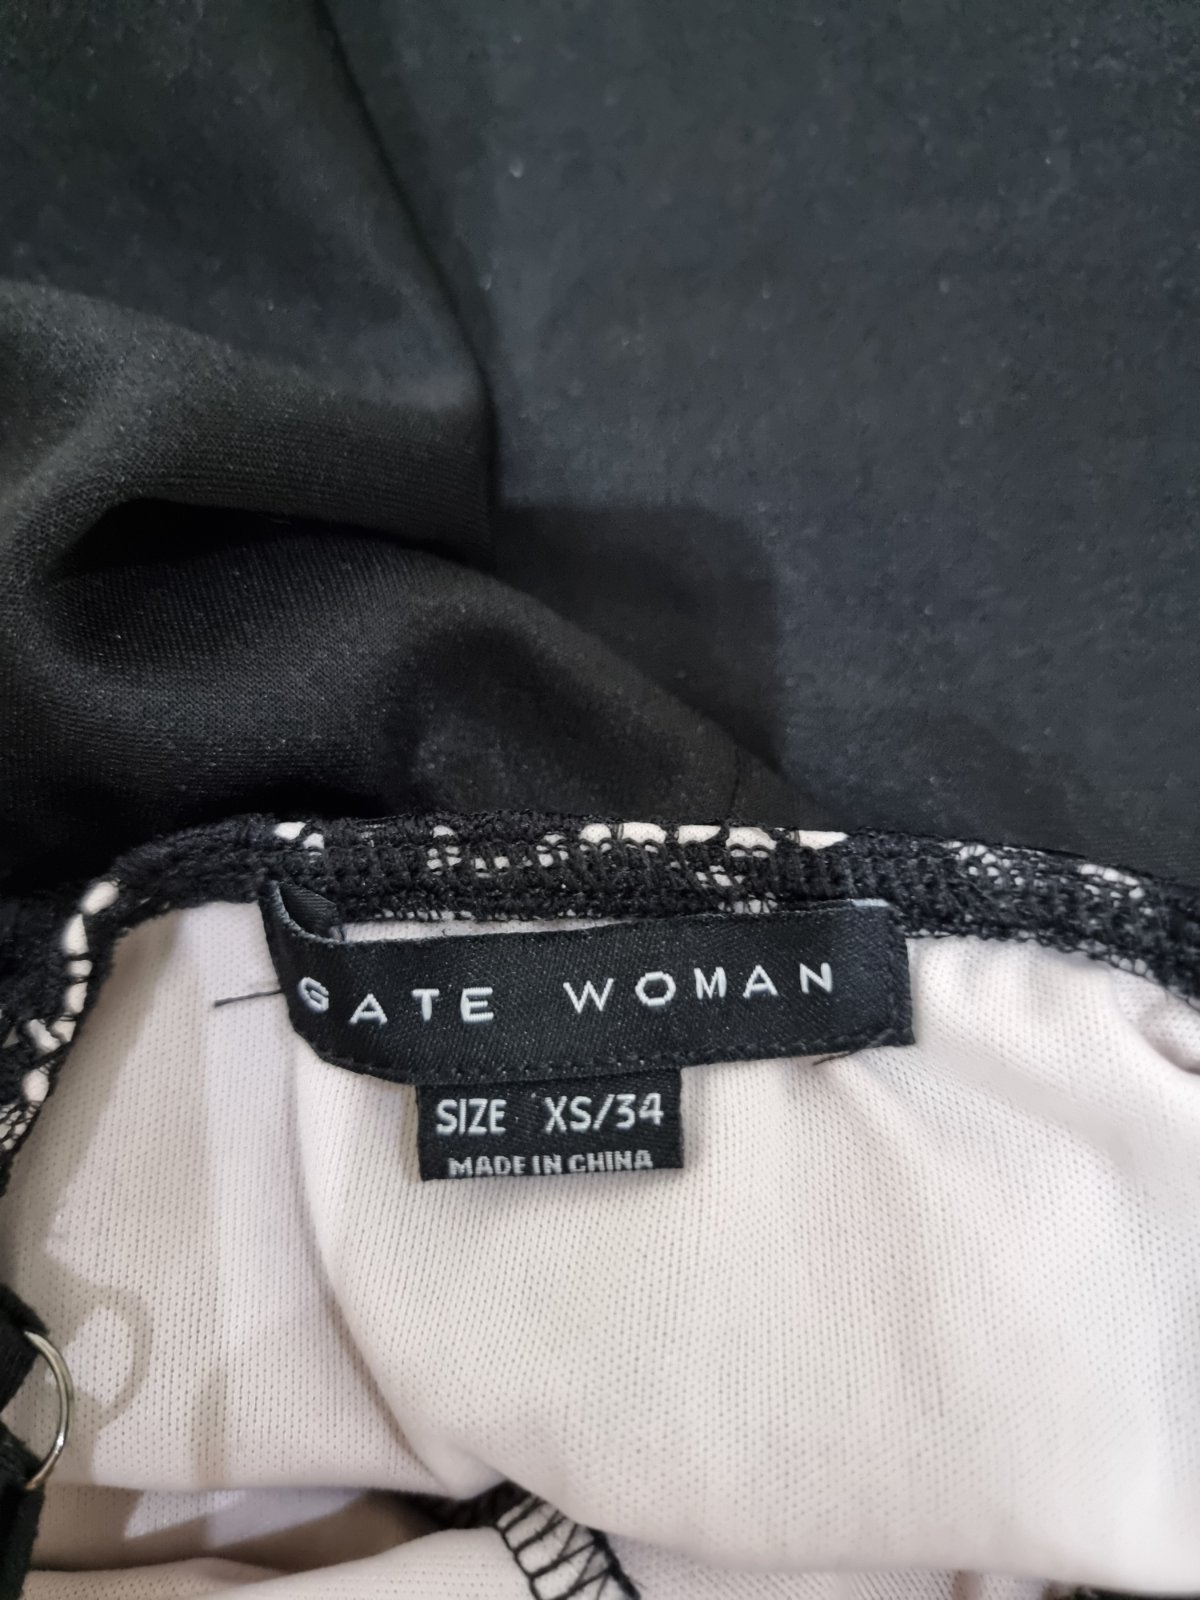 GATE WOMAN
SIZE XS/34
MADE IN CHINA